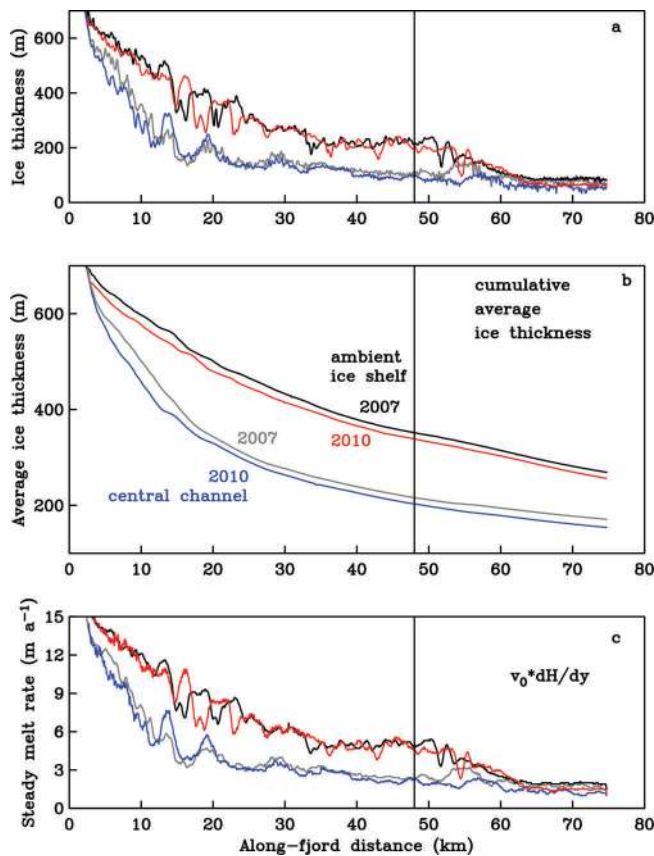 a
Ice thickness (m)
600
400
200
0
0 10 20 30 40 50 60 70 80
b
Average ice thickness (m)
cumulative
average
ice thickness
ambient
ice shelf
2007
2010
2007
2010
central channel
600
400
200
0 10 20 30 40 50 60 70 80
c
Steady melt rate (m a⁻¹)
v₀*dH/dy
15
12
9
6
3
0
0 10 20 30 40 50 60 70 80
Along-fjord distance (km)